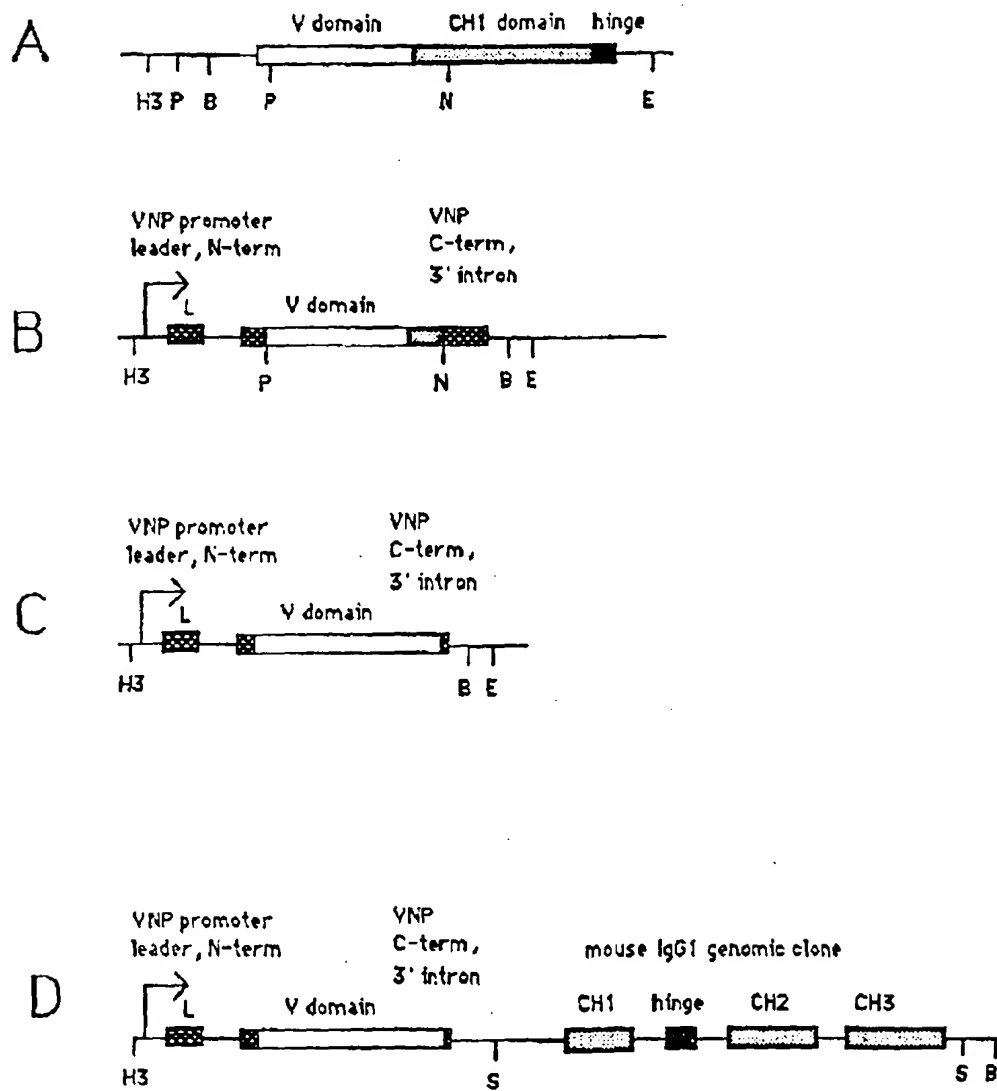 A
V domain CH1 domain hinge
H3 P B P N E
B
VNP promoter
leader, N-term
VNP
C-term,
3' intron
L
V domain
H3 P N B E
C
VNP promoter
leader, N-term
VNP
C-term,
3' intron
L
V domain
H3 B E
D
VNP promoter
leader, N-term
VNP
C-term,
3' intron
mouse IgG1 genomic clone
L
V domain
CH1 hinge CH2 CH3
H3 S S B